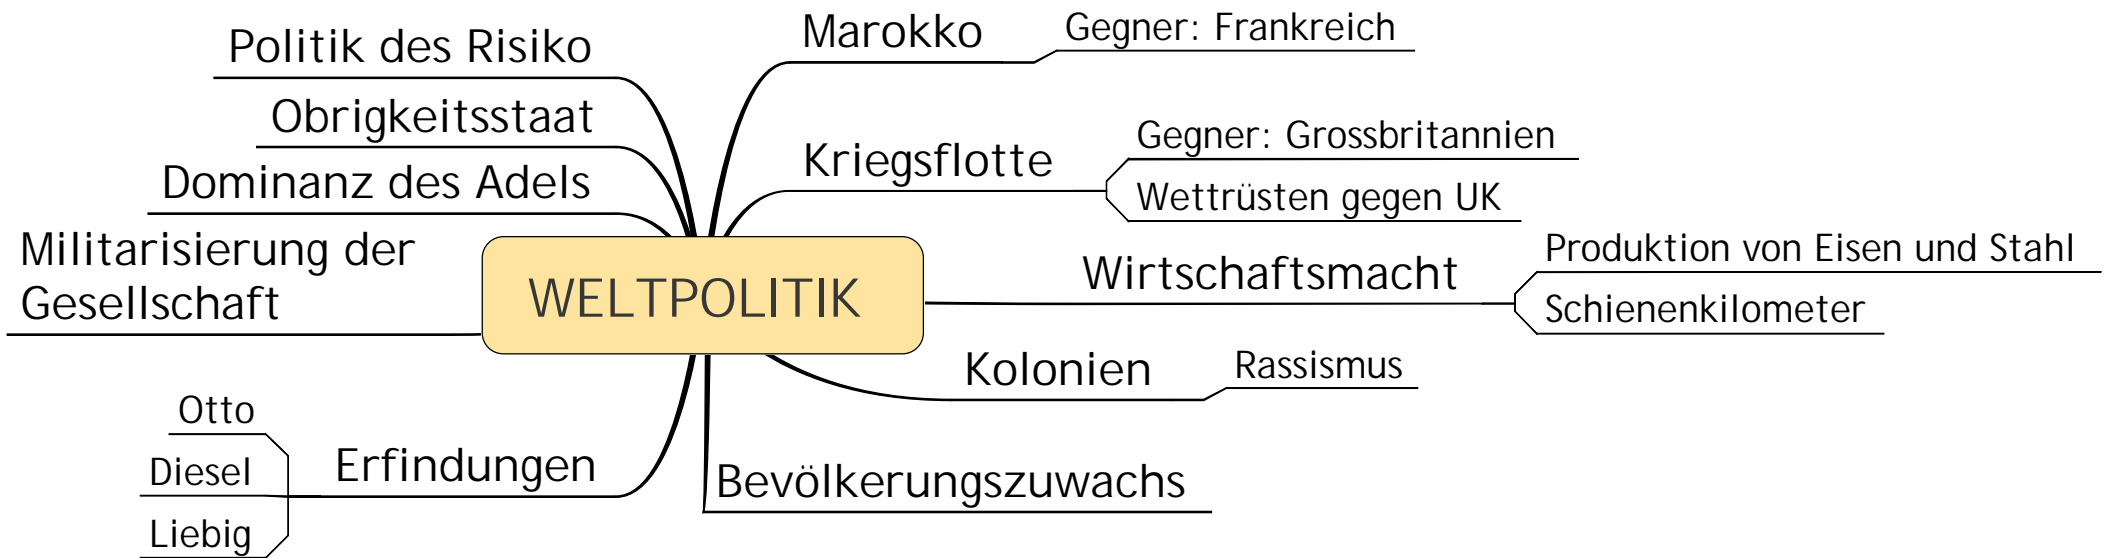 Politik des Risiko
Obrigkeitsstaat
Dominanz des Adels
Militarisierung der
Gesellschaft
WELTPOLITIK
Otto
Diesel
Liebig
Erfindungen
Marokko
Gegner: Frankreich
Kriegsflotte
Gegner: Grossbritannien
Wettrüsten gegen UK
Wirtschaftsmacht
Produktion von Eisen und Stahl
Schienenkilometer
Kolonien
Rassismus
Bevölkerungszuwachs